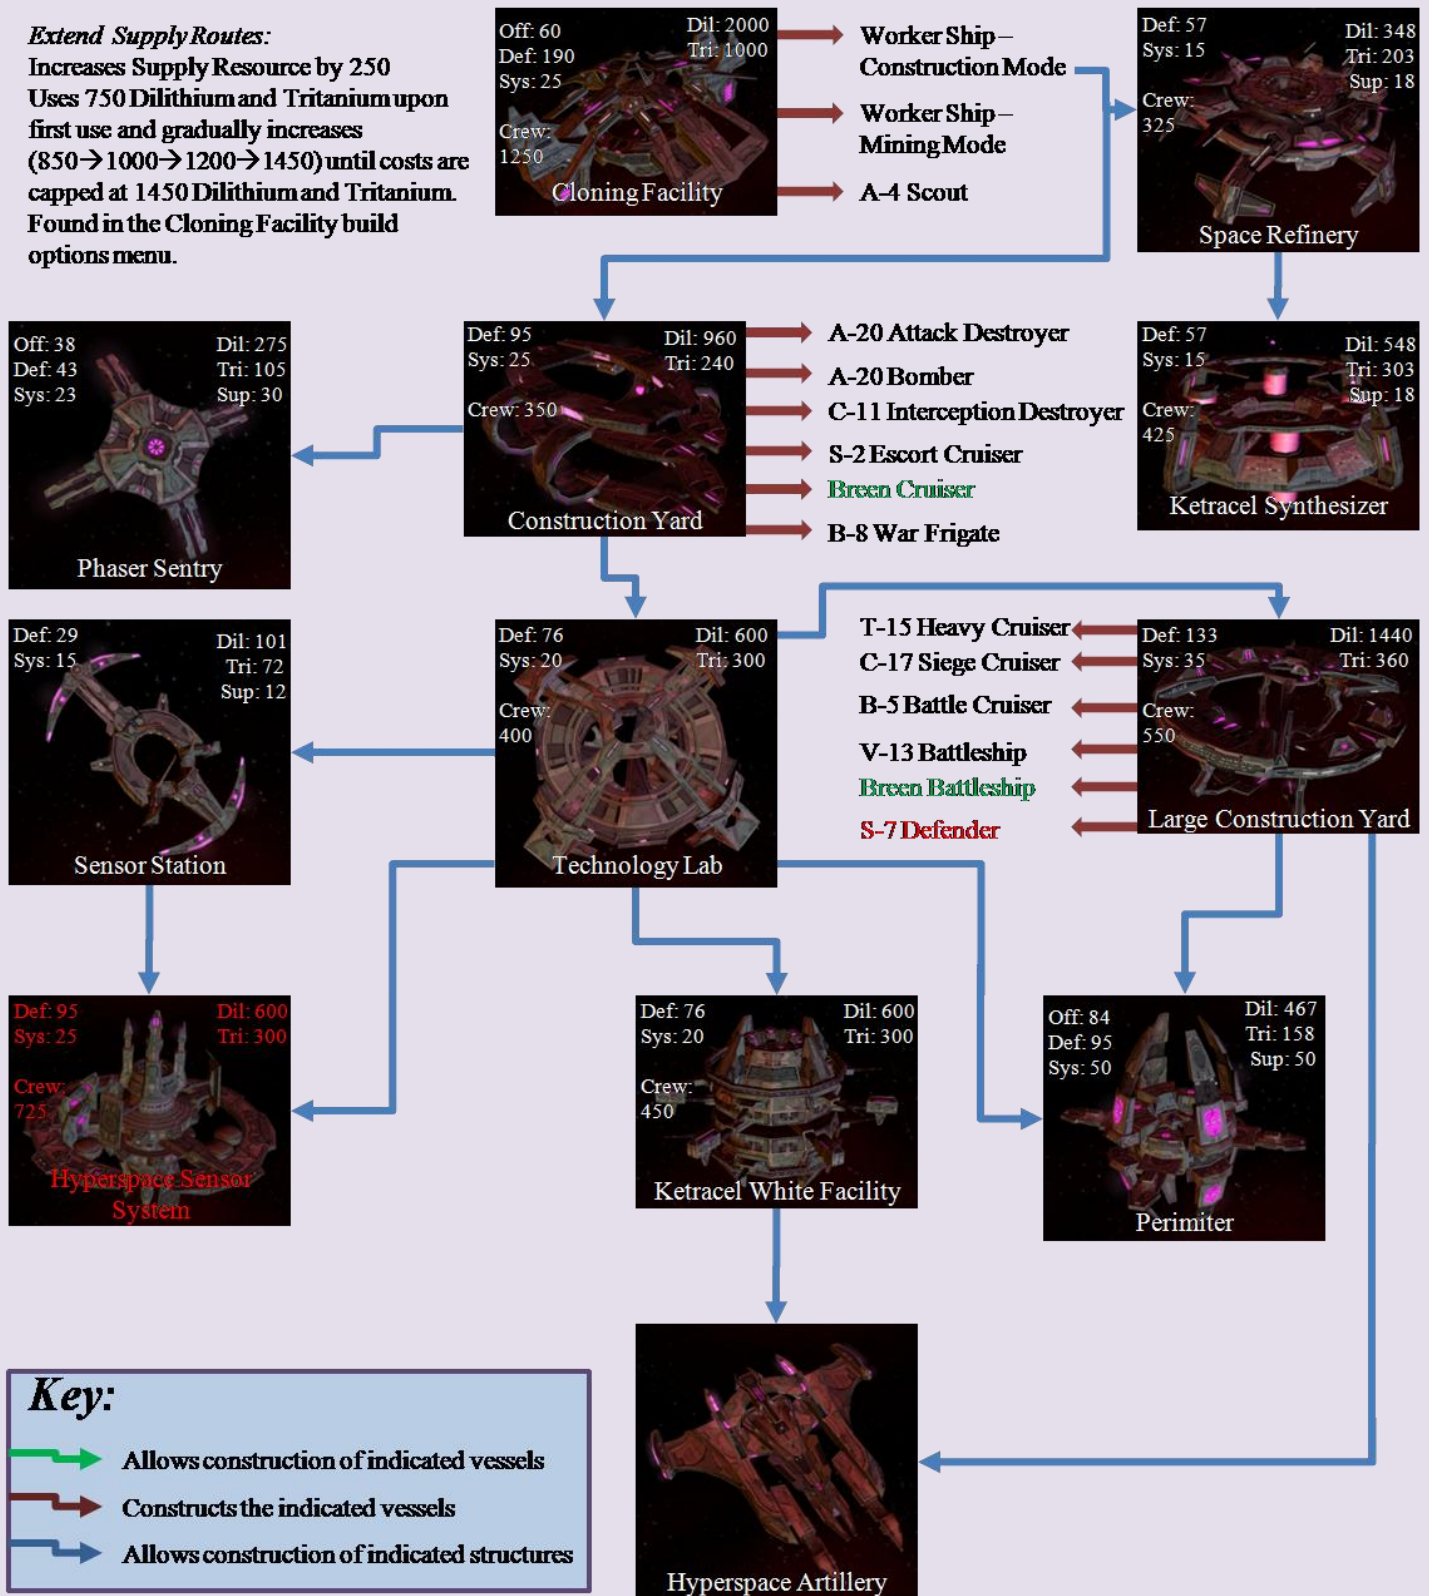 Extend Supply Routes:
Increases Supply Resource by 250
Uses 750 Dilithium and Tritanium upon
first use and gradually increases
(850→1000→1200→1450) until costs are
capped at 1450 Dilithium and Tritanium.
Found in the Cloning Facility build
options menu.
Off: 60
Def: 190
Sys: 25
Crew:
1250
Dil: 2000
Tri: 1000
Cloning Facility
Worker Ship –
Construction Mode
Worker Ship –
Mining Mode
A-4 Scout
Def: 57
Sys: 15
Crew:
325
Dil: 348
Tri: 203
Sup: 18
Space Refinery
Off: 38
Def: 43
Sys: 23
Dil: 275
Tri: 105
Sup: 30
Phaser Sentry
Def: 95
Sys: 25
Crew: 350
Dil: 960
Tri: 240
Construction Yard
A-20 Attack Destroyer
A-20 Bomber
C-11 Interception Destroyer
S-2 Escort Cruiser
Breen Cruiser
B-8 War Frigate
Def: 57
Sys: 15
Crew:
425
Dil: 548
Tri: 303
Sup: 18
Ketracel Synthesizer
Def: 29
Sys: 15
Dil: 101
Tri: 72
Sup: 12
Sensor Station
Def: 76
Sys: 20
Crew:
400
Dil: 600
Tri: 300
Technology Lab
T-15 Heavy Cruiser
C-17 Siege Cruiser
B-5 Battle Cruiser
V-13 Battleship
Breen Battleship
S-7 Defender
Def: 133
Sys: 35
Crew:
550
Dil: 1440
Tri: 360
Large Construction Yard
Def: 95
Sys: 25
Crew:
725
Dil: 600
Tri: 300
Hyperspace Sensor
System
Def: 76
Sys: 20
Crew:
450
Dil: 600
Tri: 300
Ketracel White Facility
Off: 84
Def: 95
Sys: 50
Dil: 467
Tri: 158
Sup: 50
Perimiter
Hyperspace Artillery
Key:
Allows construction of indicated vessels
Constructs the indicated vessels
Allows construction of indicated structures